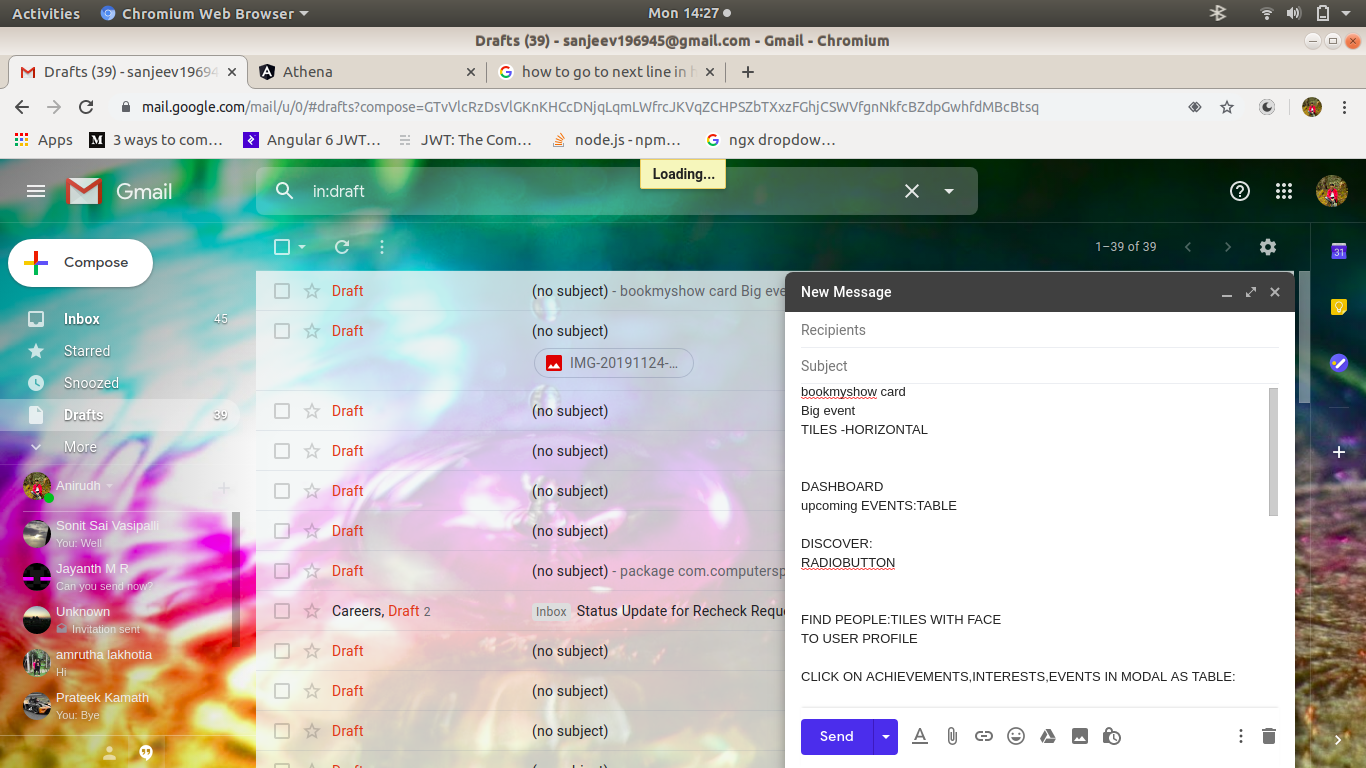 Activities
Chromium Web Browser
Mon 14:27
Drafts (39) - sanjeev196945@gmail.com - Gmail - Chromium
Drafts (39) - sanjeev19694
Athena
how to go to next line in h
mail.google.com/mail/u/0/#drafts?compose=GTvVlcRzDsVlGKnKHCcDNjqLqmLWfrcJKVqZCHPSZbTXxzFGhjCSWVfgnNkfcBZdpGwhfdMBcBtsq
Apps
3 ways to com…
Angular 6 JWT…
JWT: The Com…
node.js - npm…
ngx dropdow…
Loading...
Gmail
in:draft
Compose
1–39 of 39
31
Inbox 45
Starred
Snoozed
Drafts 39
More
Anirudh
Sonit Sai Vasipalli
You: Well
Jayanth M R
Can you send now?
Unknown
Invitation sent
amrutha lakhotia
Hi
Prateek Kamath
You: Bye
Draft (no subject) - bookmyshow card Big eve
Draft (no subject)
IMG-20191124-…
Draft (no subject)
Draft (no subject)
Draft (no subject)
Draft (no subject)
Draft (no subject) - package com.computersp
Careers, Draft 2 Inbox Status Update for Recheck Reque
Draft (no subject)
Draft (no subject)
Draft (no subject)
Draft
New Message
Recipients
Subject
bookmyshow card
Big event
TILES -HORIZONTAL
DASHBOARD
upcoming EVENTS:TABLE
DISCOVER:
RADIOBUTTON
FIND PEOPLE:TILES WITH FACE
TO USER PROFILE
CLICK ON ACHIEVEMENTS,INTERESTS,EVENTS IN MODAL AS TABLE:
Send